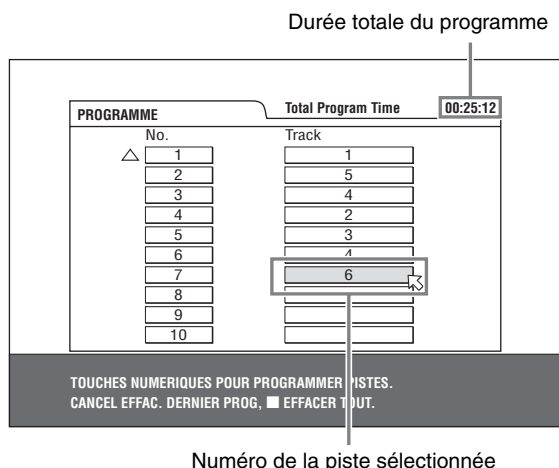 Durée totale du programme
PROGRAMME Total Program Time 00:25:12
No. Track
1 1
2 5
3 4
4 2
5 3
6 4
7 6
8
9
10
TOUCHES NUMERIQUES POUR PROGRAMMER PISTES.
CANCEL EFFAC. DERNIER PROG, ■ EFFACER TOUT.
Numéro de la piste sélectionnée